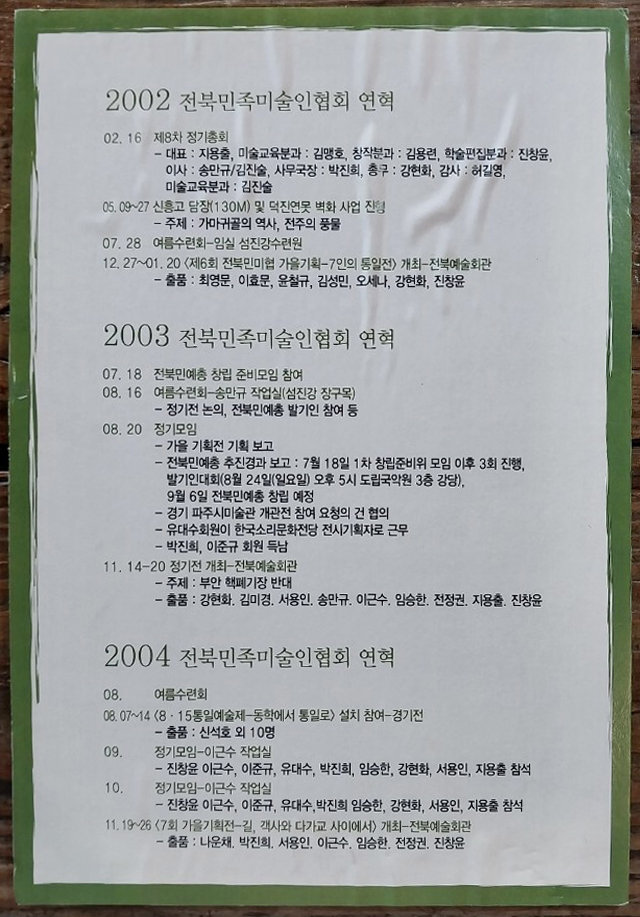 2002 전북민족미술인협회 연혁
02. 16 제8차 정기총회
- 대표 : 지용출, 미술교육분과 : 김맹호, 창작분과 : 김용련, 학술편집분과 : 진창윤,
이사 : 송만규/김진술, 사무국장 : 박진희, 총구 : 강현화, 감사 : 허길영,
미술교육분과 : 김진술
05. 09~27 신흥고 담장(130M) 및 덕진연못 벽화 사업 진행
- 주제 : 가마귀골의 역사, 전주의 풍물
07. 28 여름수련회-임실 섬진강수련원
12. 27~01. 20 <제6회 전북민미협 가을기획-7인의 통일전> 개최-전북예술회관
- 출품 : 최영문, 이효문, 윤철규, 김성민, 오세나, 강현화, 진창윤
2003 전북민족미술인협회 연혁
07. 18 전북민예총 창립 준비모임 참여
08. 16 여름수련회-송만규 작업실(섬진강 장구목)
- 정기전 논의, 전북민예총 발기인 참여 등
08. 20 정기모임
- 가을 기획전 기획 보고
- 전북민예총 추진경과 보고 : 7월 18일 1차 창립준비위 모임 이후 3회 진행,
발기인대회(8월 24일(일요일) 오후 5시 도립국악원 3층 강당),
9월 6일 전북민예총 창립 예정
- 경기 파주시미술관 개관전 참여 요청의 건 협의
- 유대수회원이 한국소리문화전당 전시기획자로 근무
- 박진희, 이준규 회원 득남
11. 14-20 정기전 개최-전북예술회관
- 주제 : 부안 핵폐기장 반대
- 출품 : 강현화. 김미경. 서용인. 송만규. 이근수. 임승한. 전정권. 지용출. 진창윤
2004 전북민족미술인협회 연혁
08. 여름수련회
08. 07~14 <8·15통일예술제-동학에서 통일로> 설치 참여-경기전
- 출품 : 신석호 외 10명
09. 정기모임-이근수 작업실
- 진창윤 이근수, 이준규, 유대수, 박진희, 임승한, 강현화, 서용인, 지용출 참석
10. 정기모임-이근수 작업실
- 진창윤 이근수, 이준규, 유대수,박진희 임승한, 강현화, 서용인, 지용출 참석
11. 19~26 <7회 가을기획전-길, 객사와 다가교 사이에서> 개최-전북예술회관
- 출품 : 나운채. 박진희. 서용인. 이근수. 임승한. 전정권. 진창윤